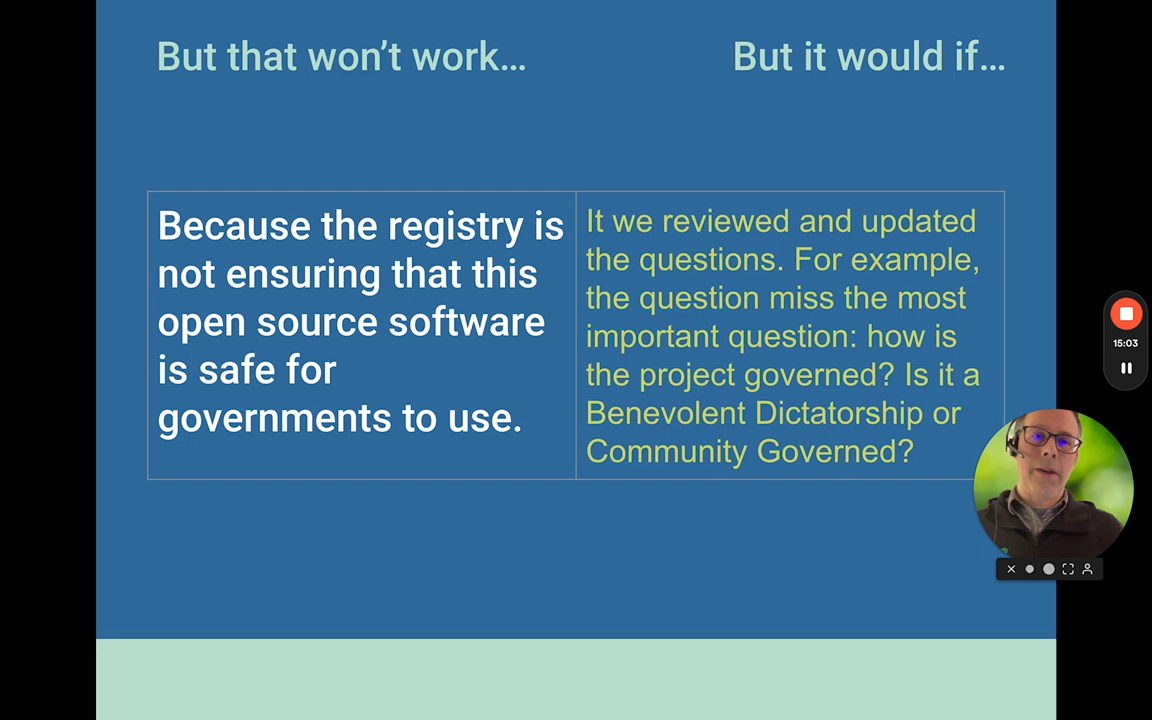 But that won’t work…
But it would if…
Because the registry is
not ensuring that this
open source software
is safe for
governments to use.
It we reviewed and updated
the questions. For example,
the question miss the most
important question: how is
the project governed? Is it a
Benevolent Dictatorship or
Community Governed?
15:03